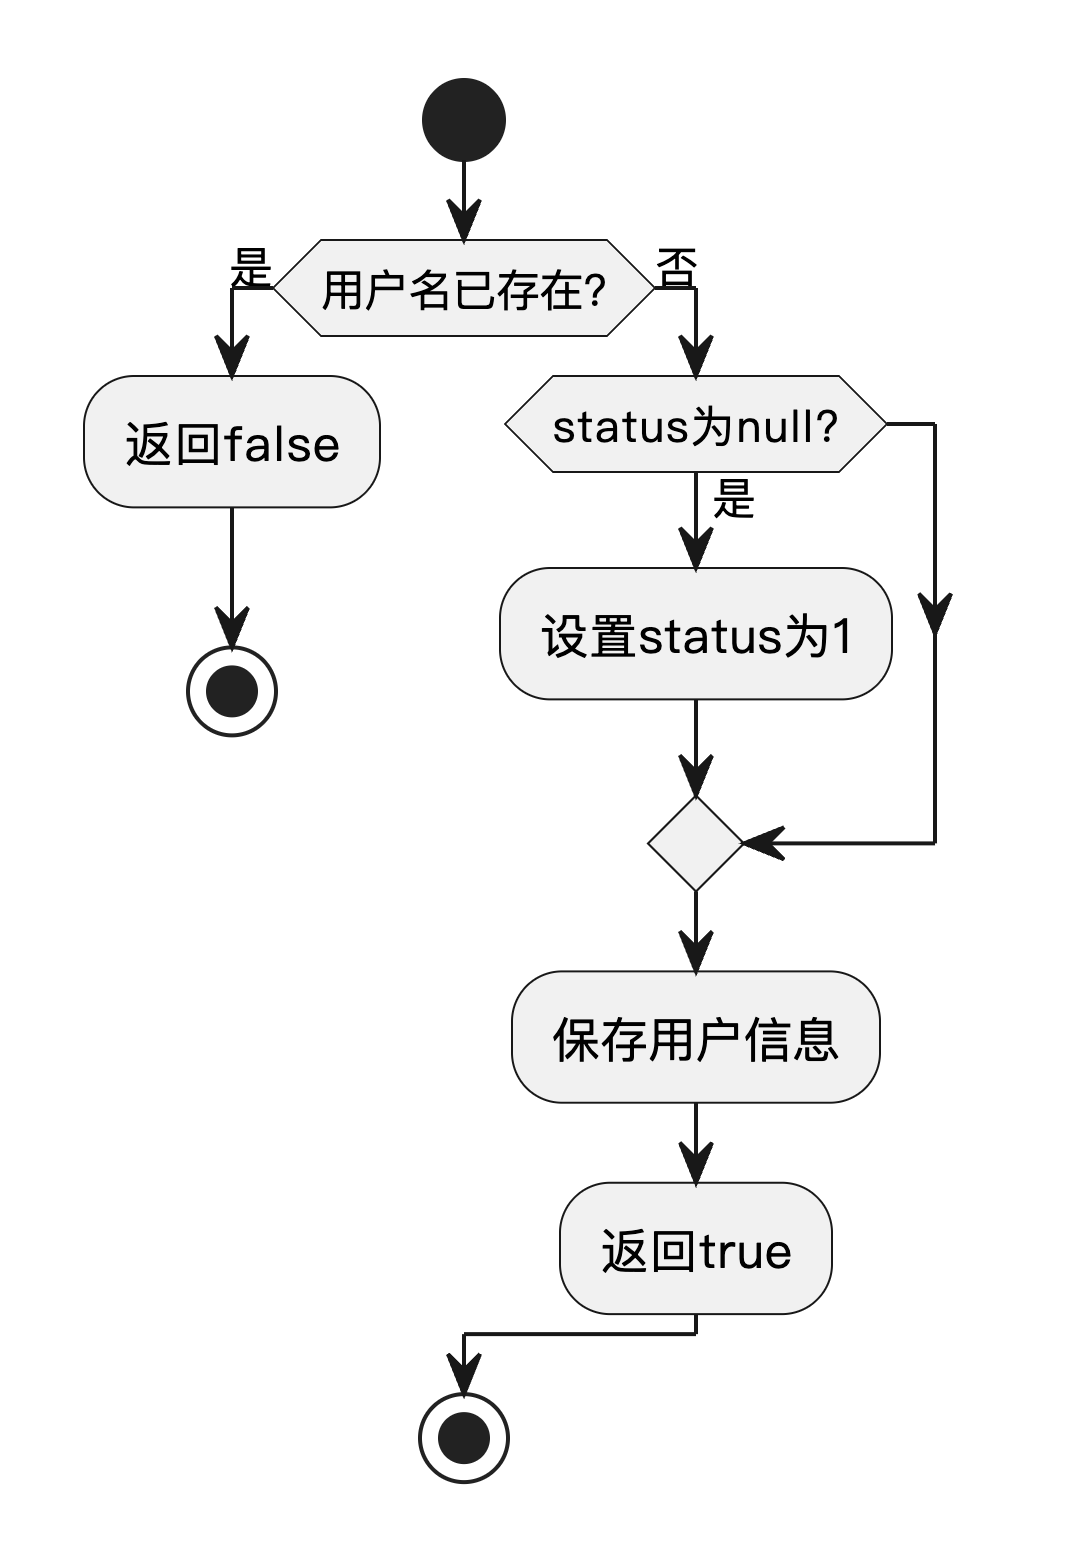 是
用户名已存在?
否
返回false
status为null?
是
设置status为1
保存用户信息
返回true